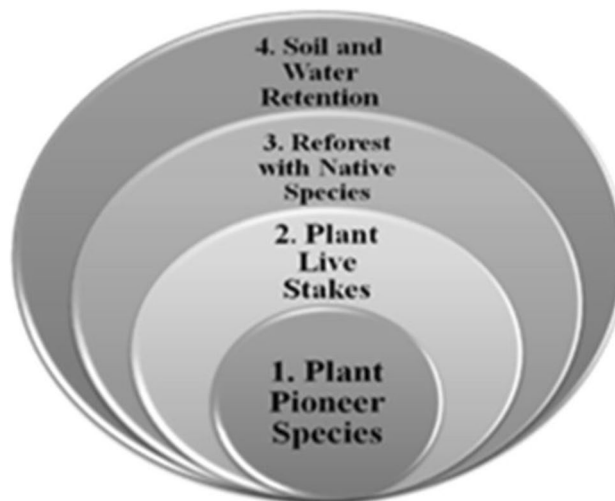 4. Soil and
Water
Retention
3. Reforest
with Native
Species
2. Plant
Live
Stakes
1. Plant
Pioneer
Species